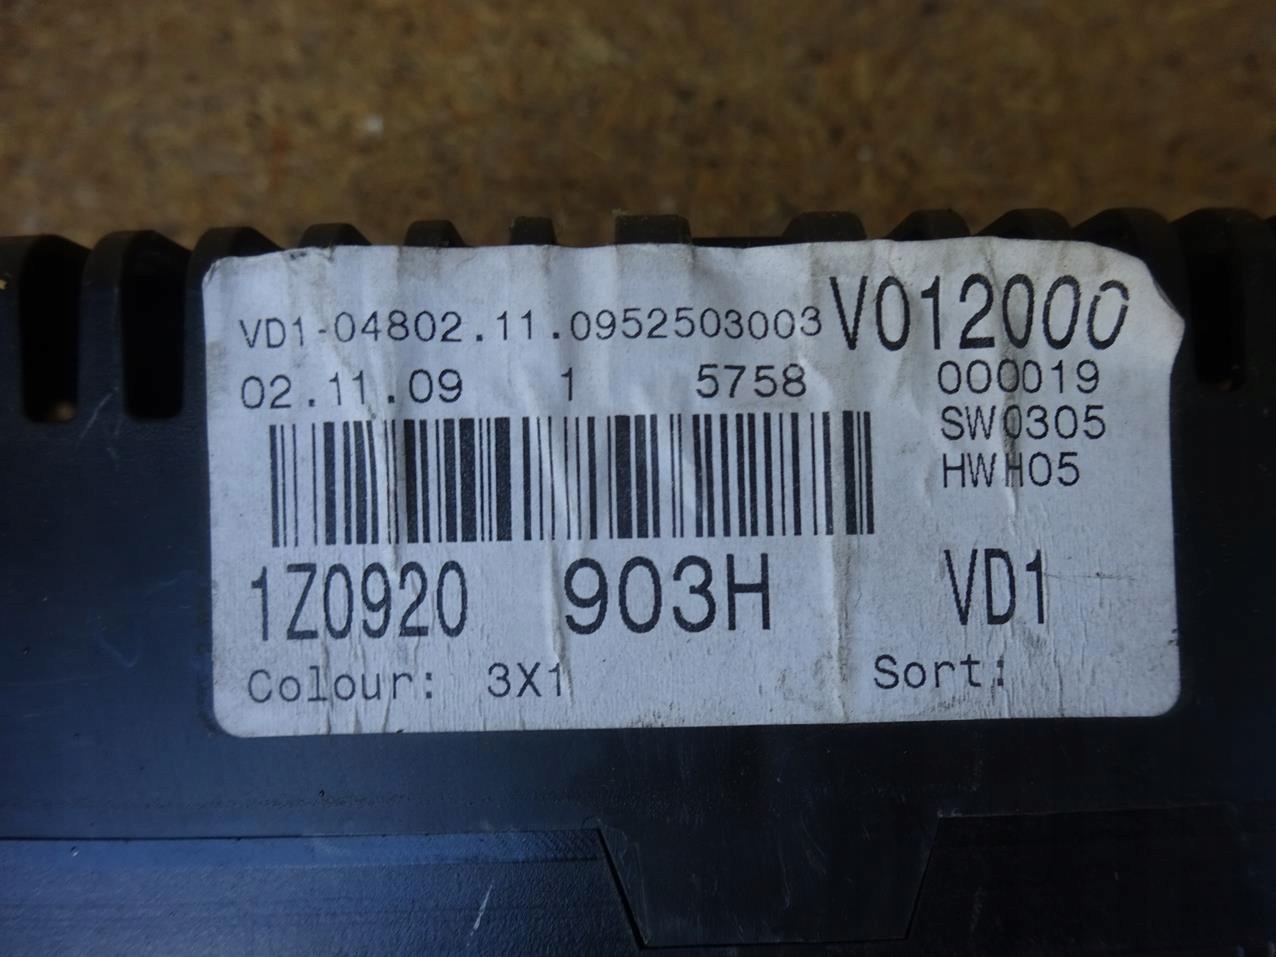 VD1-04802.11.0952503003 V012000
02.11.09 1 5758 000019
SW0305
HWH05
1Z0920 903H VD1
Colour: 3X1 Sort: